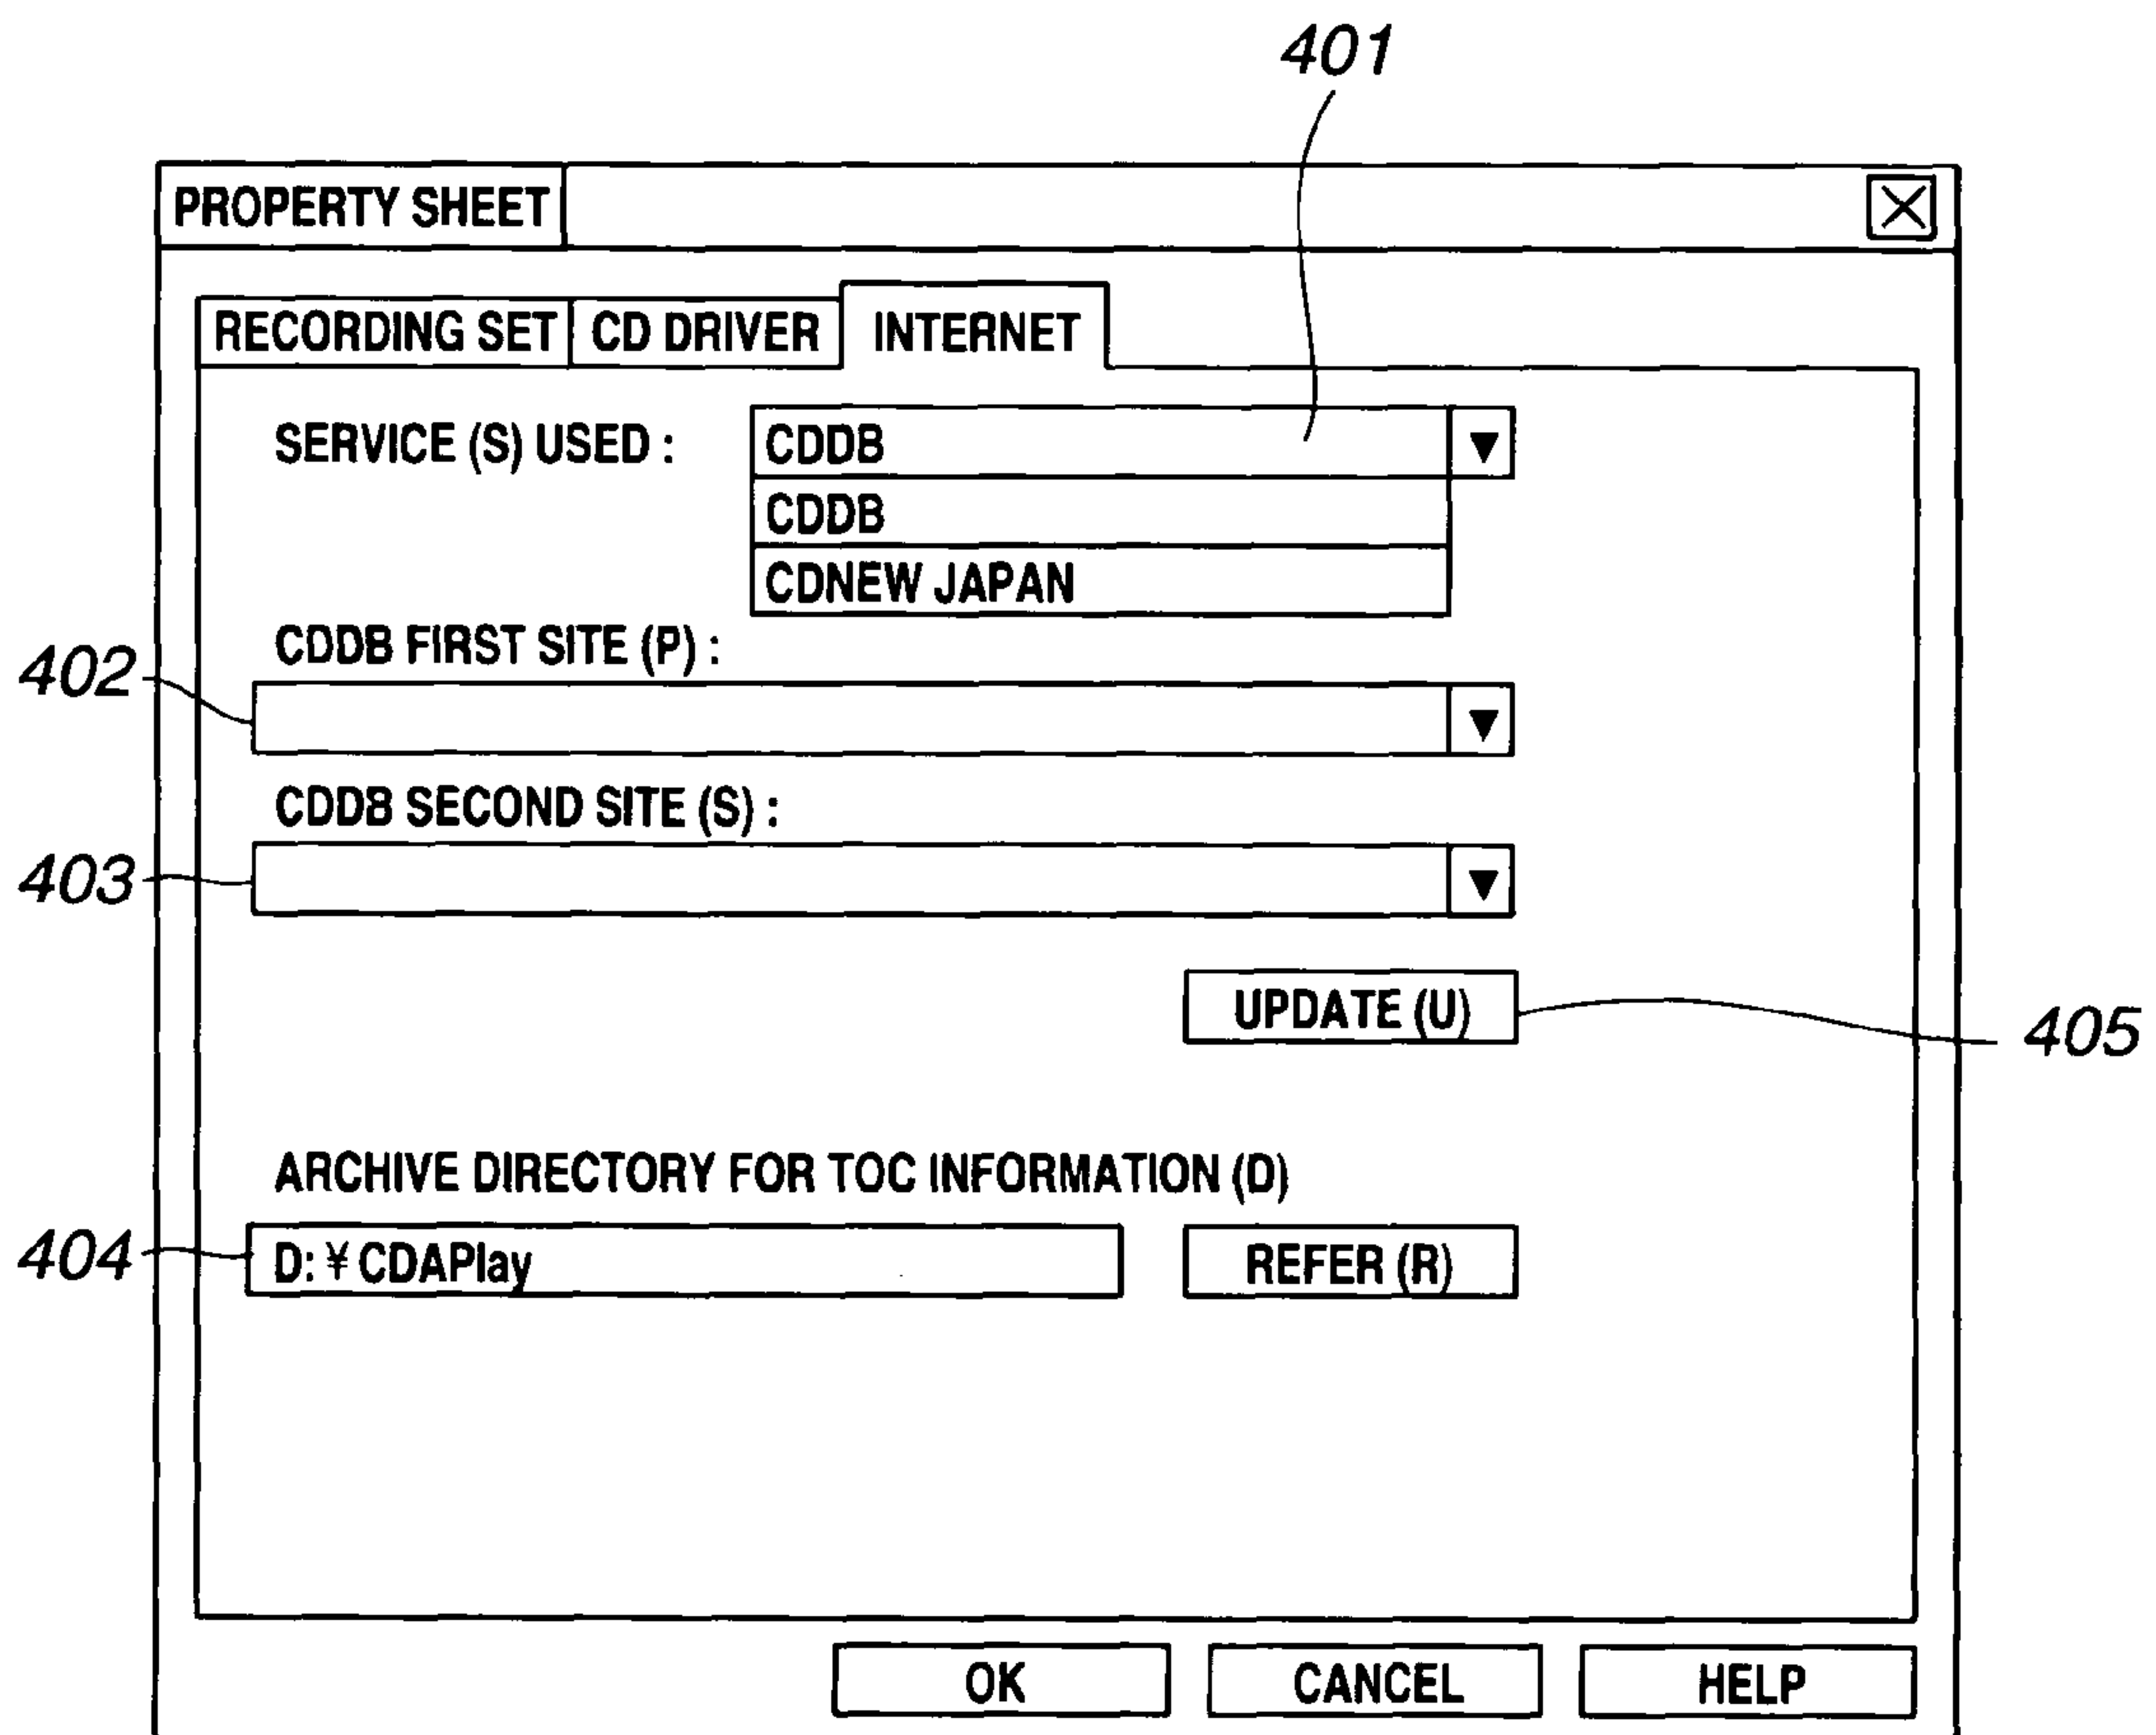 401
PROPERTY SHEET
RECORDING SET CD DRIVER INTERNET
SERVICE (S) USED : CDDB ▼
CDDB
CDNEW JAPAN
CDDB FIRST SITE (P) :
402 ▼
CDDB SECOND SITE (S) :
403 ▼
UPDATE (U) 405
ARCHIVE DIRECTORY FOR TOC INFORMATION (D)
404 D: ¥ CDAPlay REFER (R)
OK CANCEL HELP